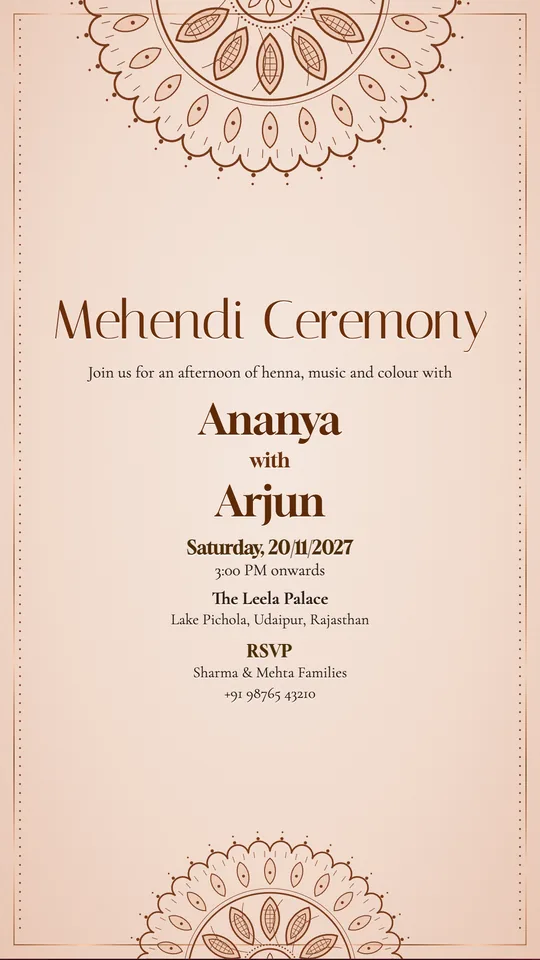 Mehendi Ceremony
Join us for an afternoon of henna, music and colour with
Ananya
with
Arjun
Saturday, 20/11/2027
3:00 PM onwards
The Leela Palace
Lake Pichola, Udaipur, Rajasthan
RSVP
Sharma & Mehta Families
+91 98765 43210